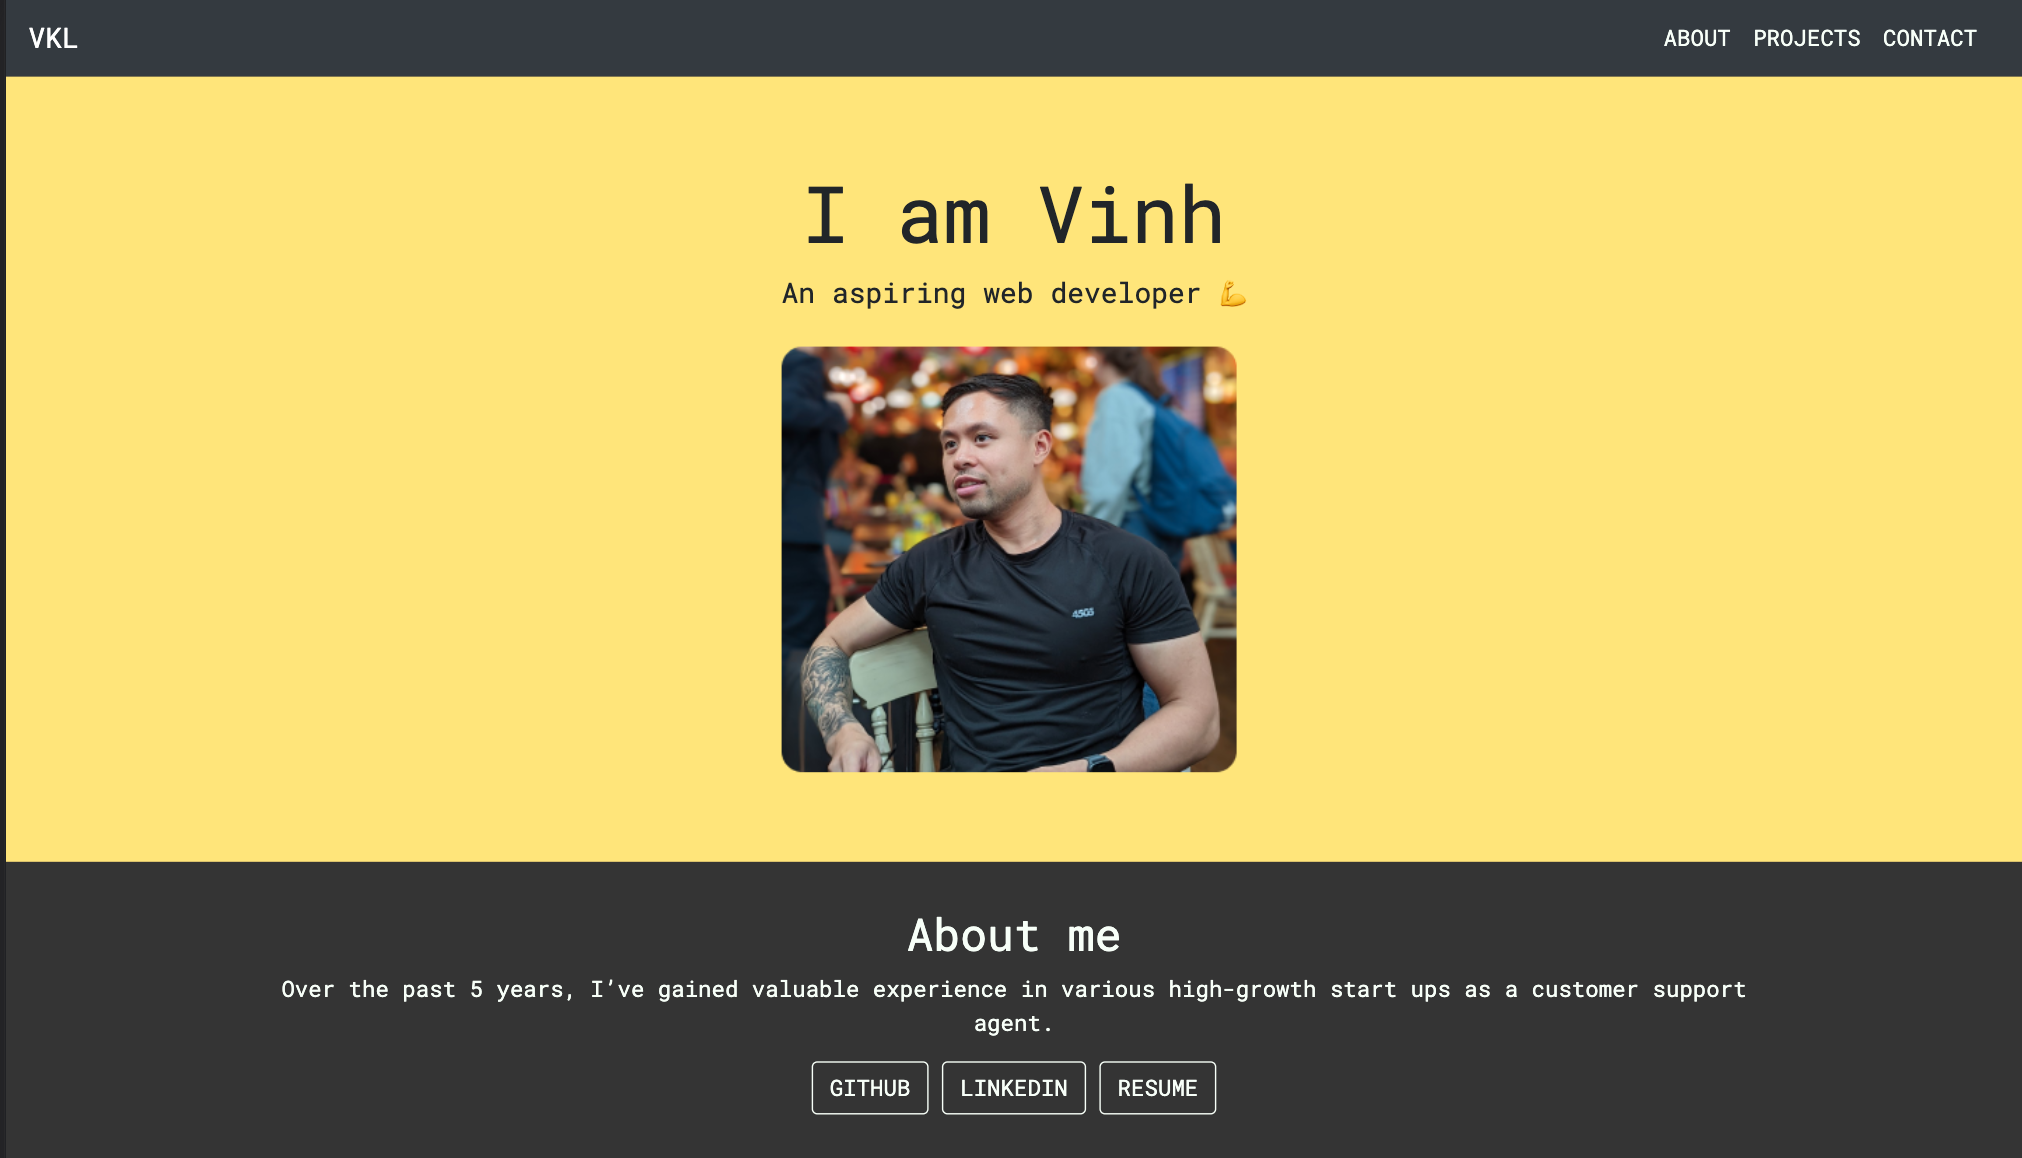 VKL
ABOUT PROJECTS CONTACT
I am Vinh
An aspiring web developer 💪
About me
Over the past 5 years, I’ve gained valuable experience in various high-growth start ups as a customer support
agent.
GITHUB LINKEDIN RESUME